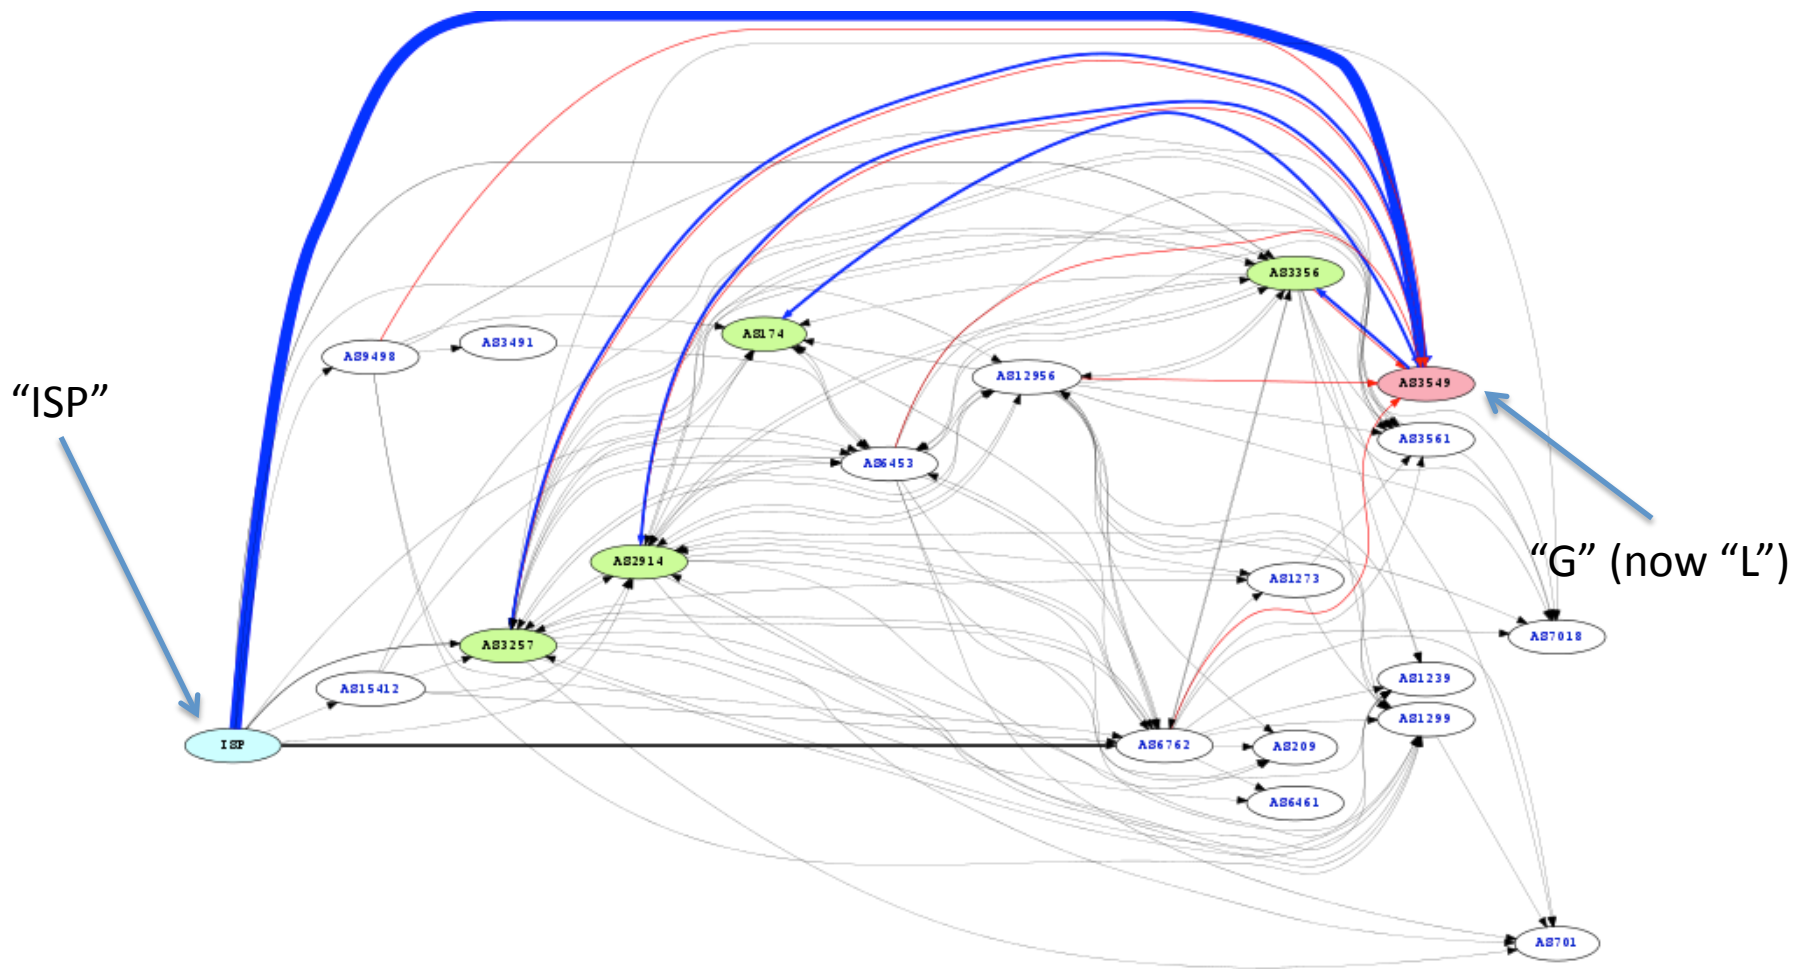 AS3356
AS174
AS3491
AS9498
AS12956
AS3549
“ISP”
AS3561
AS6453
AS2914
“G” (now “L”)
AS1273
AS7018
AS3257
AS1239
AS15412
AS1299
ISP
AS6762
AS209
AS6461
AS701